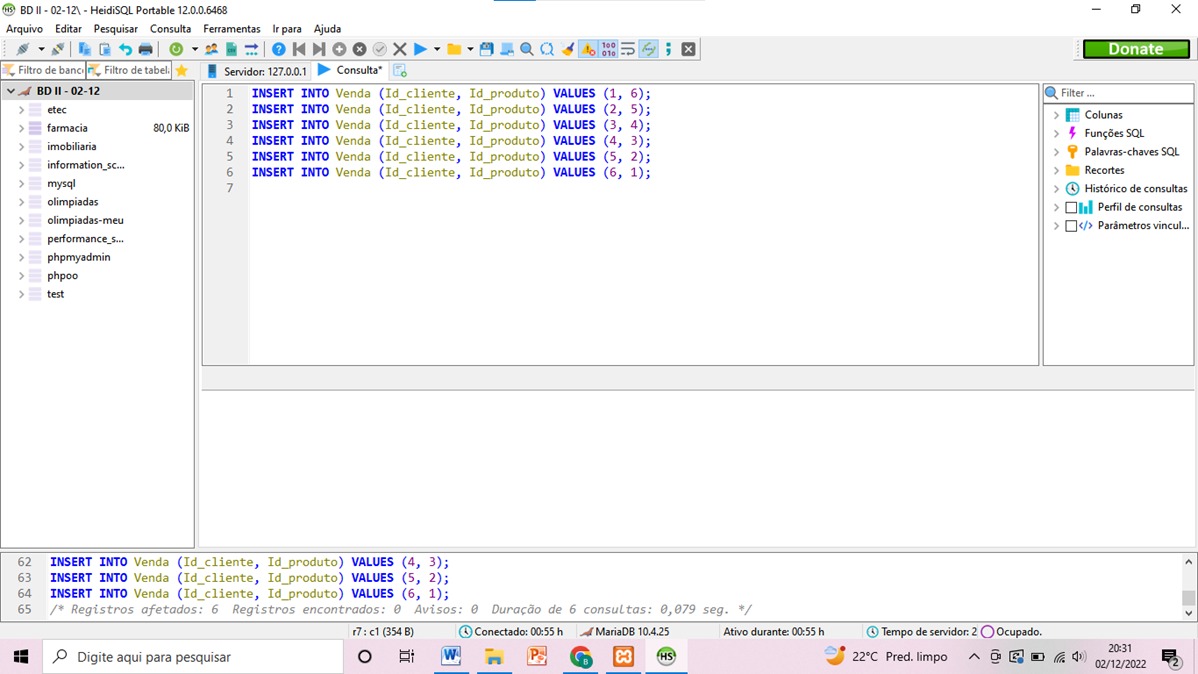 BD II - 02-12\ - HeidiSQL Portable 12.0.0.6468
Arquivo Editar Pesquisar Consulta Ferramentas Ir para Ajuda
Donate
Filtro de banc Filtro de tabel
Servidor: 127.0.0.1 Consulta*
BD II - 02-12
etec
farmacia 80,0 KiB
imobiliaria
information_sc...
mysql
olimpiadas
olimpiadas-meu
performance_s...
phpmyadmin
phpoo
test
1 INSERT INTO Venda (Id_cliente, Id_produto) VALUES (1, 6);
2 INSERT INTO Venda (Id_cliente, Id_produto) VALUES (2, 5);
3 INSERT INTO Venda (Id_cliente, Id_produto) VALUES (3, 4);
4 INSERT INTO Venda (Id_cliente, Id_produto) VALUES (4, 3);
5 INSERT INTO Venda (Id_cliente, Id_produto) VALUES (5, 2);
6 INSERT INTO Venda (Id_cliente, Id_produto) VALUES (6, 1);
7
Filter ...
Colunas
Funções SQL
Palavras-chaves SQL
Recortes
Histórico de consultas
Perfil de consultas
Parâmetros vincul...
62 INSERT INTO Venda (Id_cliente, Id_produto) VALUES (4, 3);
63 INSERT INTO Venda (Id_cliente, Id_produto) VALUES (5, 2);
64 INSERT INTO Venda (Id_cliente, Id_produto) VALUES (6, 1);
65 /* Registros afetados: 6 Registros encontrados: 0 Avisos: 0 Duração de 6 consultas: 0,079 seg. */
r7 : c1 (354 B) Conectado: 00:55 h MariaDB 10.4.25 Ativo durante: 00:55 h Tempo de servidor: 2 Ocupado.
Digite aqui para pesquisar
22°C Pred. limpo
20:31
02/12/2022
2